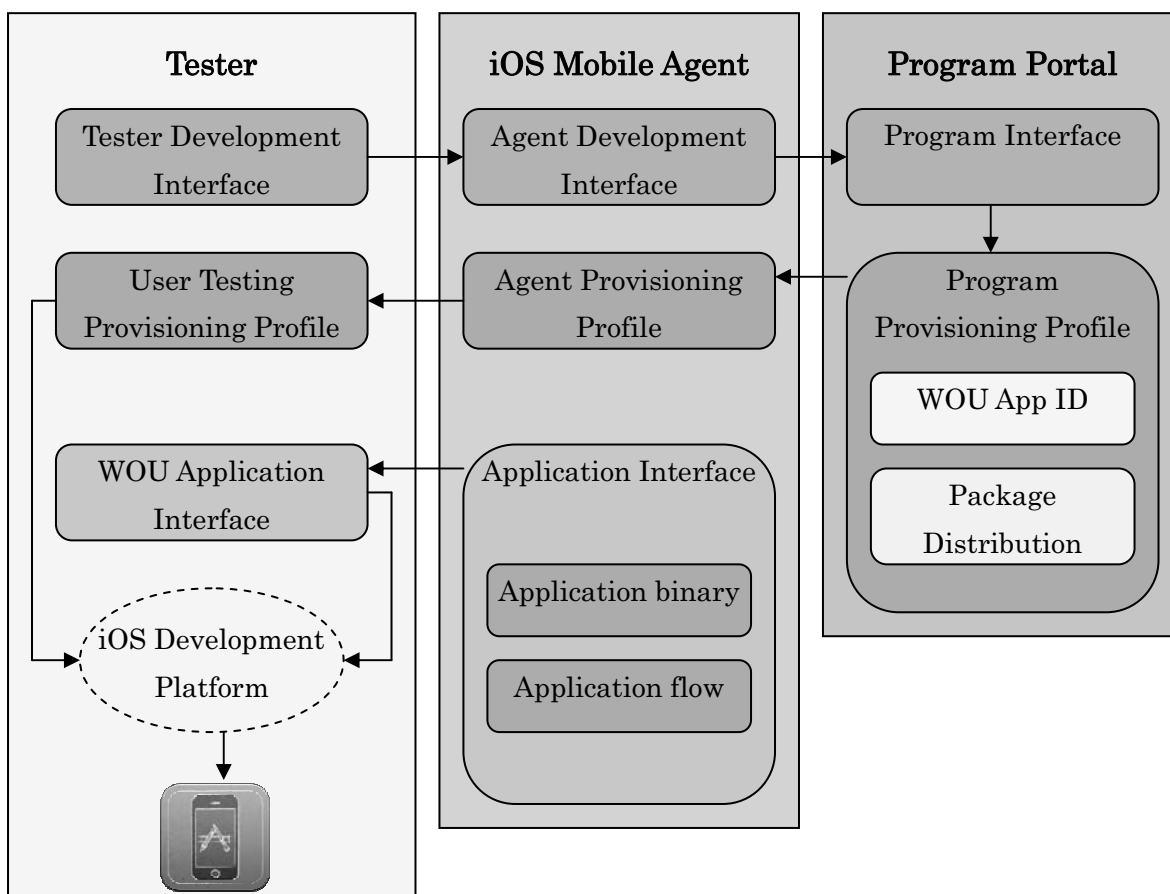 Tester
Tester Development
Interface
User Testing
Provisioning Profile
WOU Application
Interface
iOS Development
Platform
iOS Mobile Agent
Agent Development
Interface
Agent Provisioning
Profile
Application Interface
Application binary
Application flow
Program Portal
Program Interface
Program
Provisioning Profile
WOU App ID
Package
Distribution